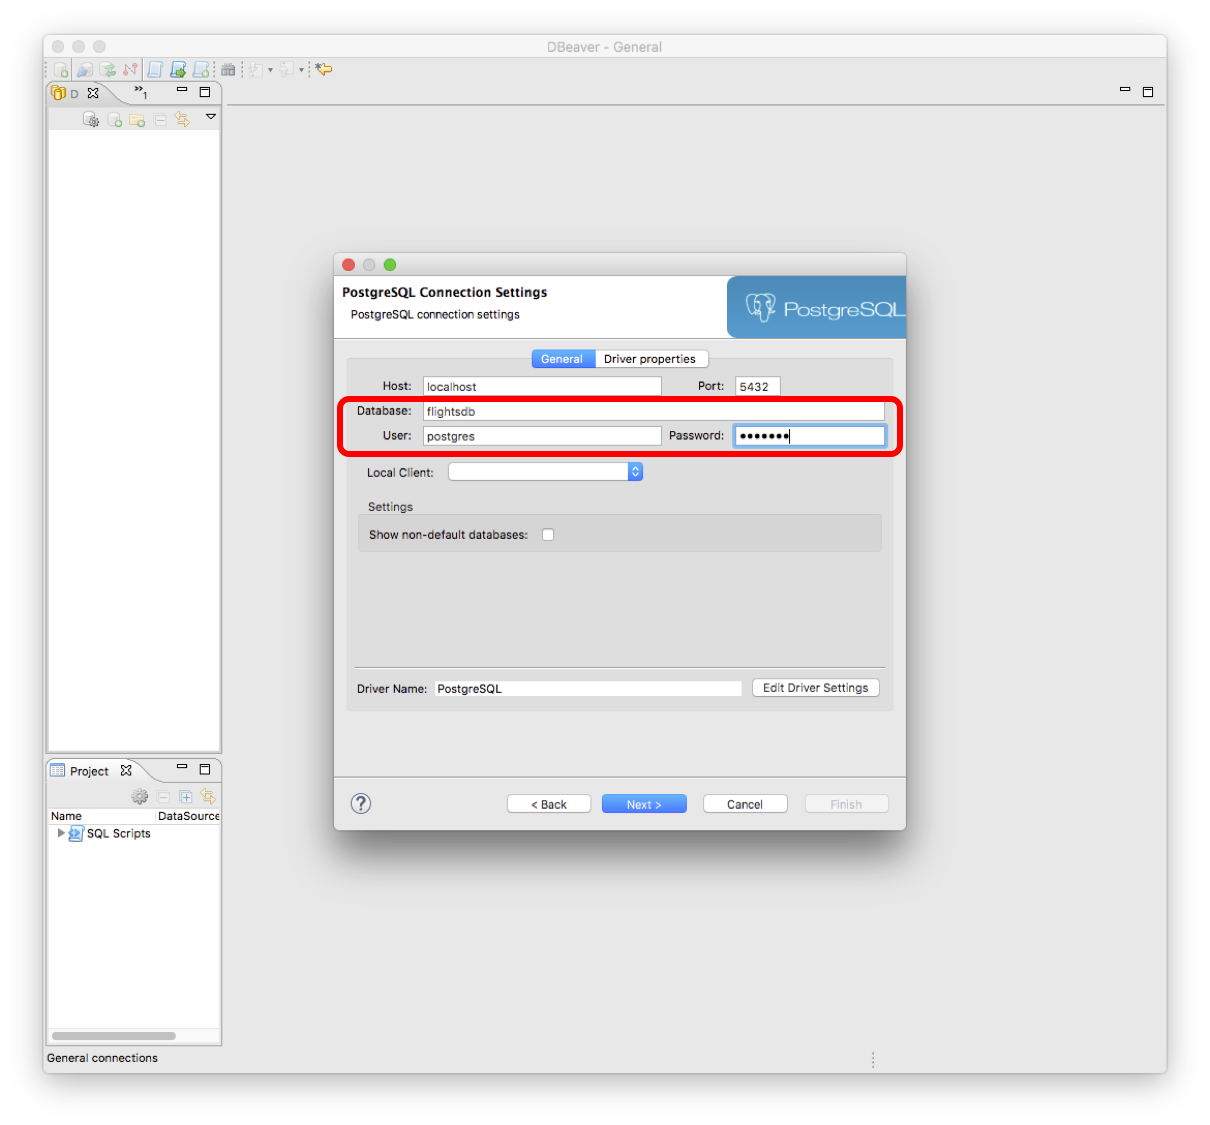 DBeaver - General
D
»1
PostgreSQL Connection Settings
PostgreSQL connection settings
PostgreSQL
General
Driver properties
Host: localhost Port: 5432
Database: flightsdb
User: postgres Password: •••••••
Local Client:
Settings
Show non-default databases:
Driver Name: PostgreSQL Edit Driver Settings
? < Back Next > Cancel Finish
Project
Name DataSource
SQL Scripts
General connections